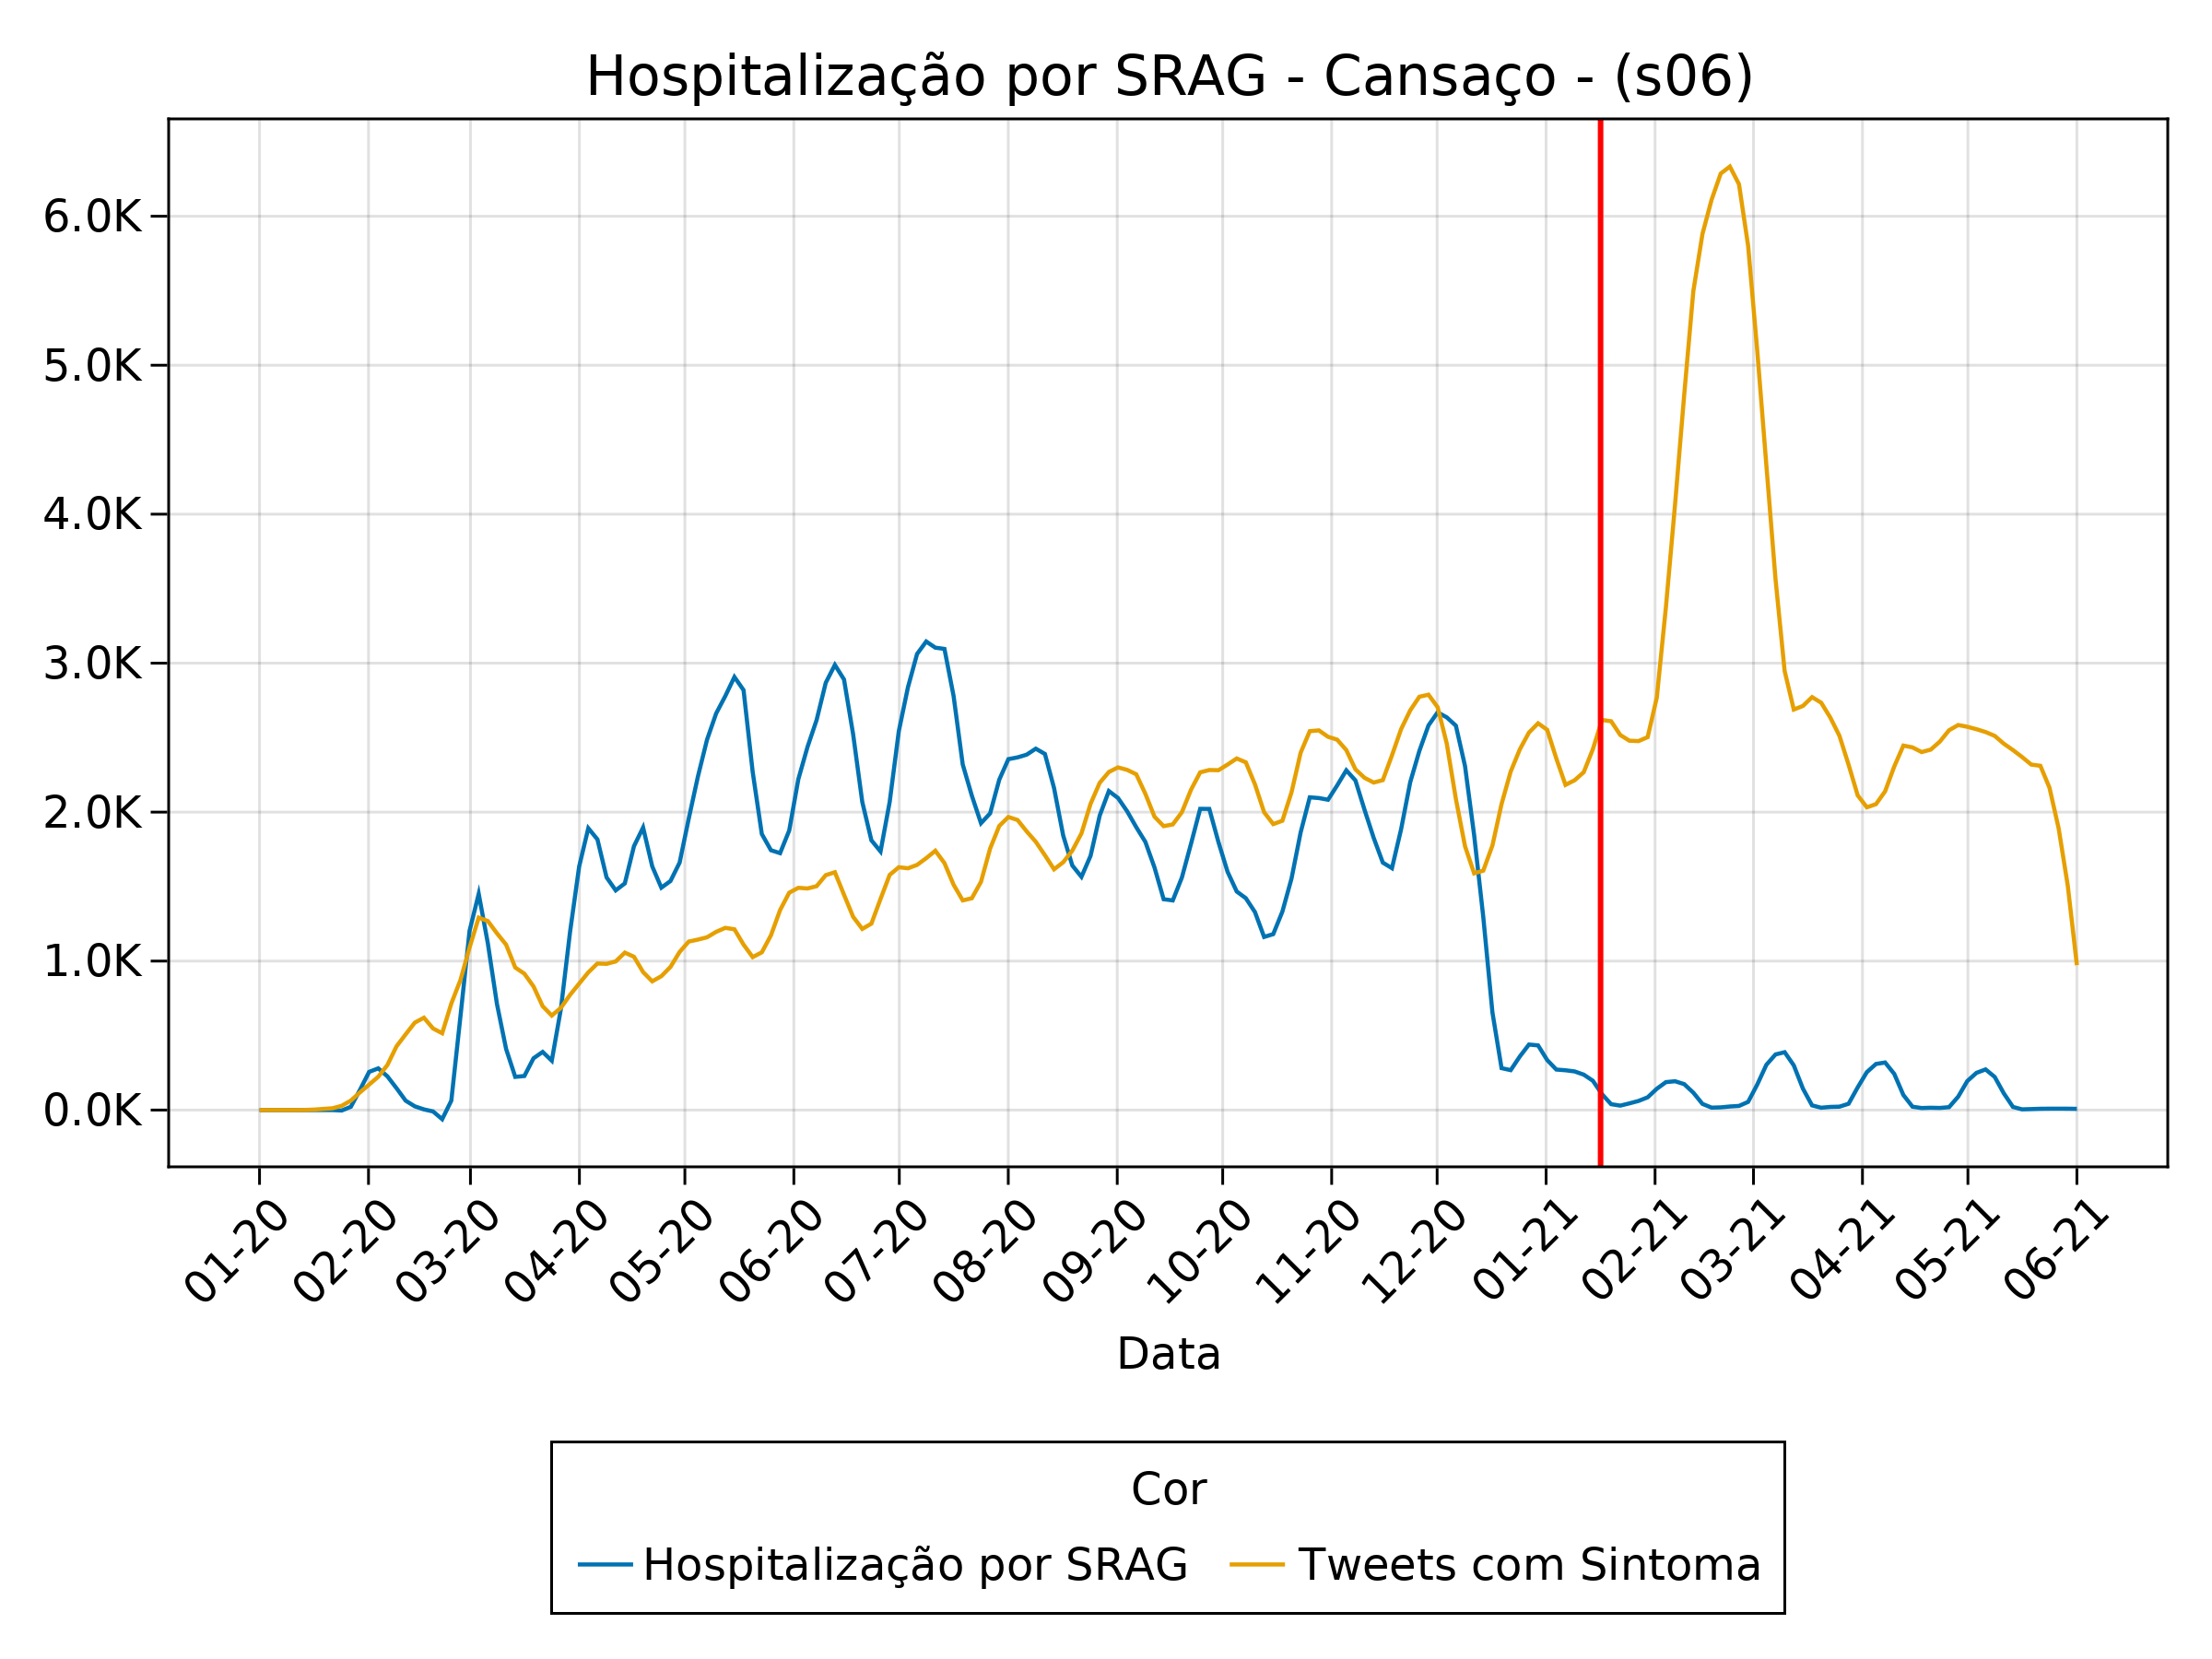 Hospitalização por SRAG - Cansaço - (s06)
6.0K
5.0K
4.0K
3.0K
2.0K
1.0K
0.0K
01-20 02-20 03-20 04-20 05-20 06-20 07-20 08-20 09-20 10-20 11-20 12-20 01-21 02-21 03-21 04-21 05-21 06-21
Data
Cor
Hospitalização por SRAG Tweets com Sintoma